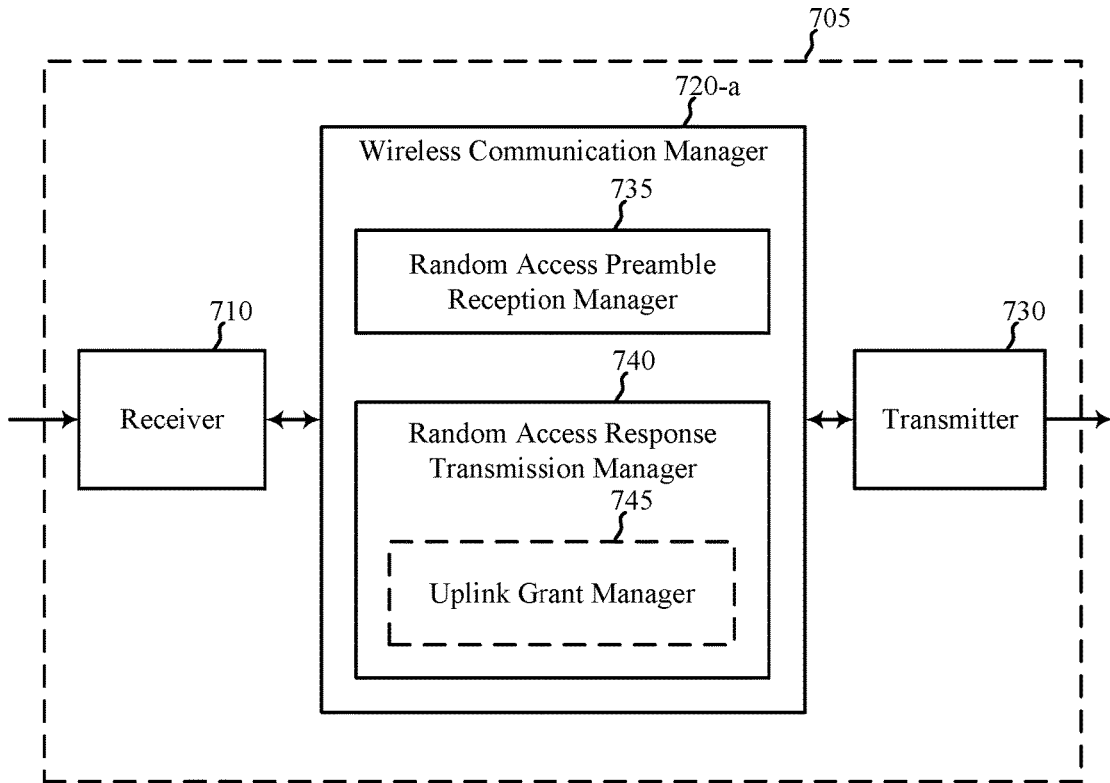 705
720-a
Wireless Communication Manager
735
Random Access Preamble
Reception Manager
710
Receiver
740
Random Access Response
Transmission Manager
745
Uplink Grant Manager
730
Transmitter